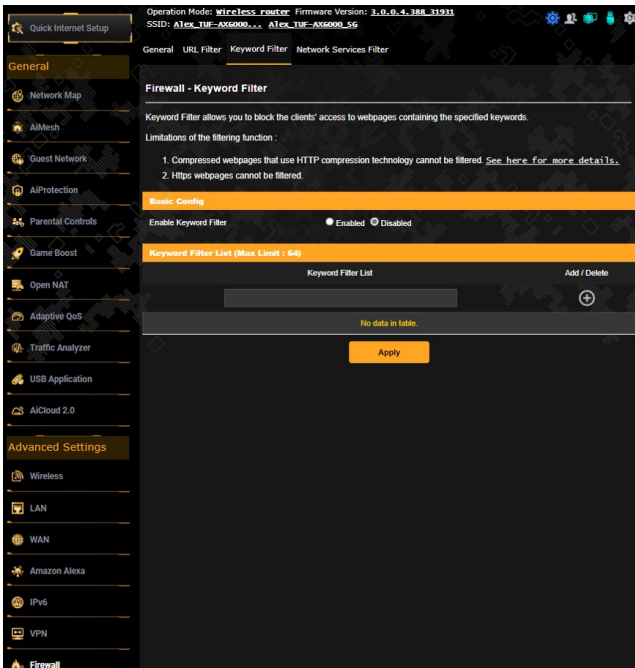 Operation Mode: Wireless router Firmware Version: 3.0.0.4.388_31931
SSID: Alex_TUF-AX6000... Alex_TUF-AX6000_5G
Quick Internet Setup
General URL Filter Keyword Filter Network Services Filter
General
Network Map
AiMesh
Guest Network
AiProtection
Parental Controls
Game Boost
Open NAT
Adaptive QoS
Traffic Analyzer
USB Application
AiCloud 2.0
Advanced Settings
Wireless
LAN
WAN
Amazon Alexa
IPv6
VPN
Firewall
Firewall - Keyword Filter
Keyword Filter allows you to block the clients' access to webpages containing the specified keywords.
Limitations of the filtering function :
1. Compressed webpages that use HTTP compression technology cannot be filtered. See here for more details.
2. Https webpages cannot be filtered.
Basic Config
Enable Keyword Filter Enabled Disabled
Keyword Filter List (Max Limit : 64)
Keyword Filter List Add / Delete
No data in table.
Apply